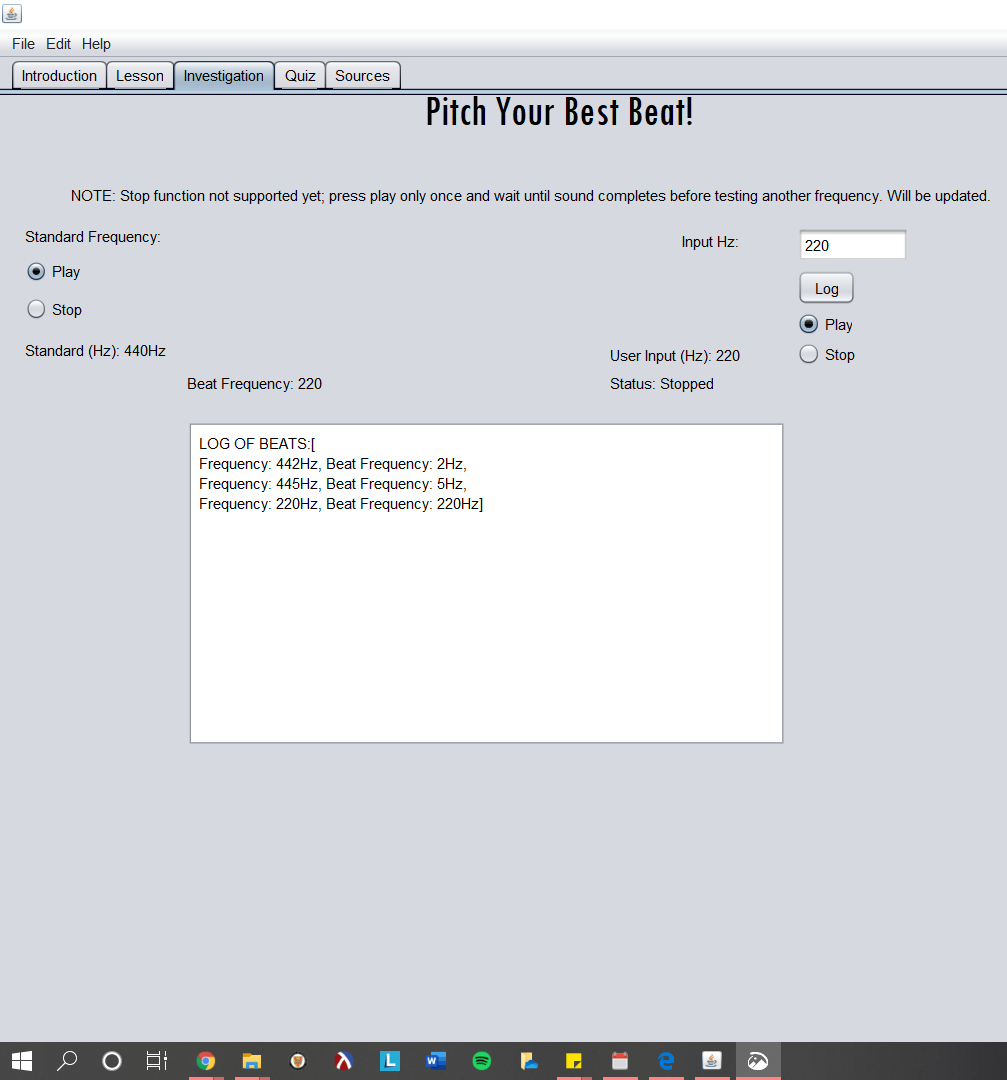 File Edit Help
Introduction Lesson Investigation Quiz Sources
Pitch Your Best Beat!
NOTE: Stop function not supported yet; press play only once and wait until sound completes before testing another frequency. Will be updated.
Standard Frequency:
Input Hz:
220
Play
Log
Stop
Play
Standard (Hz): 440Hz
User Input (Hz): 220
Stop
Beat Frequency: 220
Status: Stopped
LOG OF BEATS:[
Frequency: 442Hz, Beat Frequency: 2Hz,
Frequency: 445Hz, Beat Frequency: 5Hz,
Frequency: 220Hz, Beat Frequency: 220Hz]
L
W